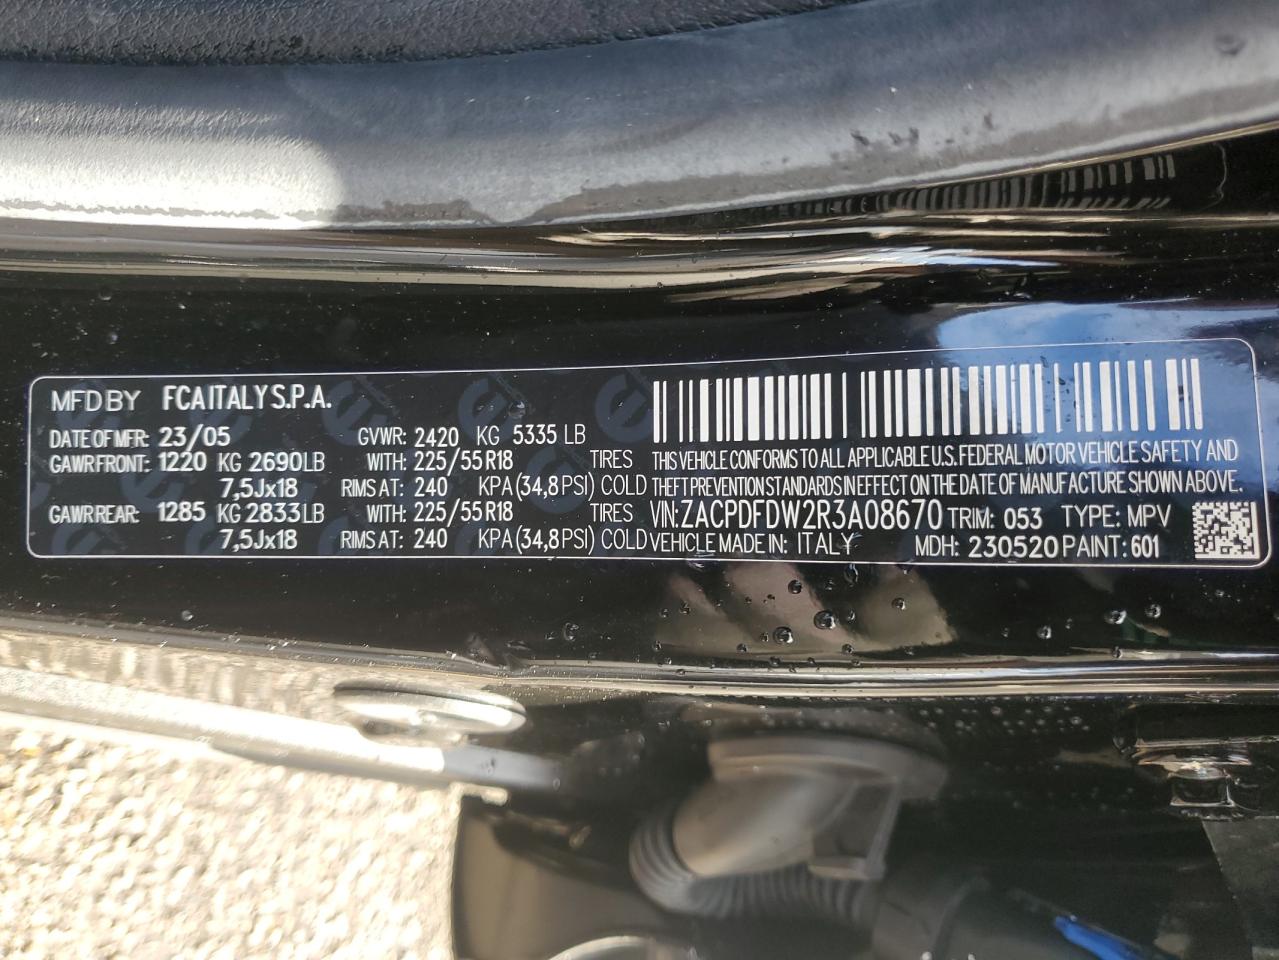 MFD BY FCA ITALY S.P.A.
DATE OF MFR: 23/05 GVWR: 2420 KG 5335 LB
GAWR FRONT: 1220 KG 2690 LB WITH: 225/55 R18 TIRES
7,5Jx18 RIMS AT: 240 KPA (34,8 PSI) COLD
GAWR REAR: 1285 KG 2833 LB WITH: 225/55 R18 TIRES
7,5Jx18 RIMS AT: 240 KPA (34,8 PSI) COLD
THIS VEHICLE CONFORMS TO ALL APPLICABLE U.S. FEDERAL MOTOR VEHICLE SAFETY AND
THEFT PREVENTION STANDARDS IN EFFECT ON THE DATE OF MANUFACTURE SHOWN ABOVE.
VIN: ZACPDFDW2R3A08670 TRIM: 053 TYPE: MPV
VEHICLE MADE IN: ITALY MDH: 230520 PAINT: 601